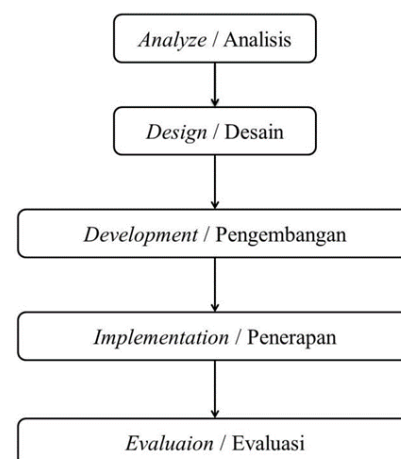 Analyze / Analisis
Design / Desain
Development / Pengembangan
Implementation / Penerapan
Evaluaion / Evaluasi